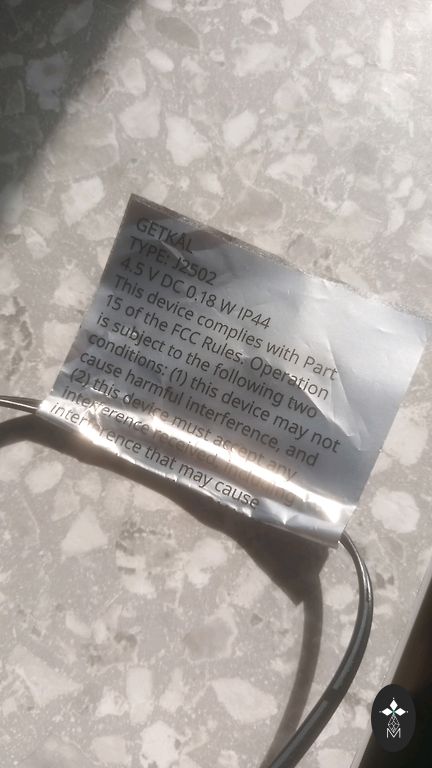 GETKÅL
TYPE: J2502
4.5 V DC 0.18 W IP44
This device complies with Part
15 of the FCC Rules. Operation
is subject to the following two
conditions: (1) this device may not
cause harmful interference, and
(2) this device must accept any
interference received, including
interference that may cause
M